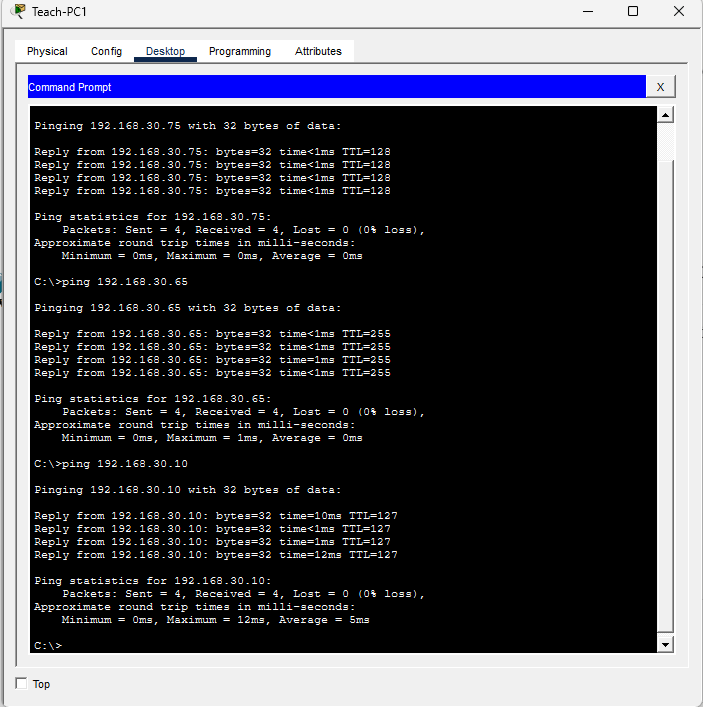 Teach-PC1
Physical Config Desktop Programming Attributes
Command Prompt X
Pinging 192.168.30.75 with 32 bytes of data:
Reply from 192.168.30.75: bytes=32 time<1ms TTL=128
Reply from 192.168.30.75: bytes=32 time<1ms TTL=128
Reply from 192.168.30.75: bytes=32 time<1ms TTL=128
Reply from 192.168.30.75: bytes=32 time<1ms TTL=128
Ping statistics for 192.168.30.75:
Packets: Sent = 4, Received = 4, Lost = 0 (0% loss),
Approximate round trip times in milli-seconds:
Minimum = 0ms, Maximum = 0ms, Average = 0ms
C:\>ping 192.168.30.65
Pinging 192.168.30.65 with 32 bytes of data:
Reply from 192.168.30.65: bytes=32 time<1ms TTL=255
Reply from 192.168.30.65: bytes=32 time<1ms TTL=255
Reply from 192.168.30.65: bytes=32 time=1ms TTL=255
Reply from 192.168.30.65: bytes=32 time<1ms TTL=255
Ping statistics for 192.168.30.65:
Packets: Sent = 4, Received = 4, Lost = 0 (0% loss),
Approximate round trip times in milli-seconds:
Minimum = 0ms, Maximum = 1ms, Average = 0ms
C:\>ping 192.168.30.10
Pinging 192.168.30.10 with 32 bytes of data:
Reply from 192.168.30.10: bytes=32 time=10ms TTL=127
Reply from 192.168.30.10: bytes=32 time<1ms TTL=127
Reply from 192.168.30.10: bytes=32 time=1ms TTL=127
Reply from 192.168.30.10: bytes=32 time=12ms TTL=127
Ping statistics for 192.168.30.10:
Packets: Sent = 4, Received = 4, Lost = 0 (0% loss),
Approximate round trip times in milli-seconds:
Minimum = 0ms, Maximum = 12ms, Average = 5ms
C:\>
Top